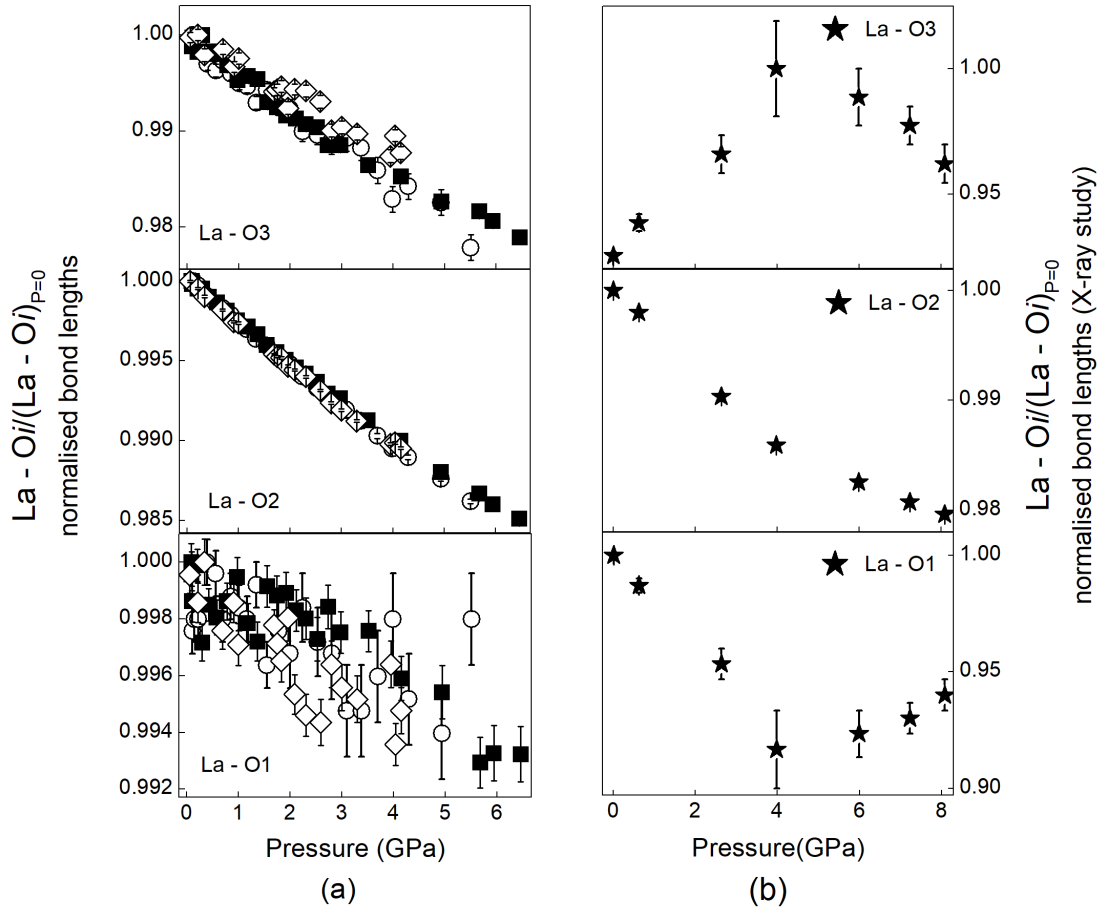 La - Oi/(La - Oi)P=0
normalised bond lengths
1.00
0.99
0.98
La - O3
1.000
0.995
0.990
0.985
La - O2
1.000
0.998
0.996
0.994
0.992
La - O1
0 1 2 3 4 5 6
Pressure (GPa)
(a)
La - O3
1.00
0.95
La - O2
1.00
0.99
0.98
La - O1
1.00
0.95
0.90
0 2 4 6 8
Pressure(GPa)
(b)
La - Oi/(La - Oi)P=0
normalised bond lengths (X-ray study)